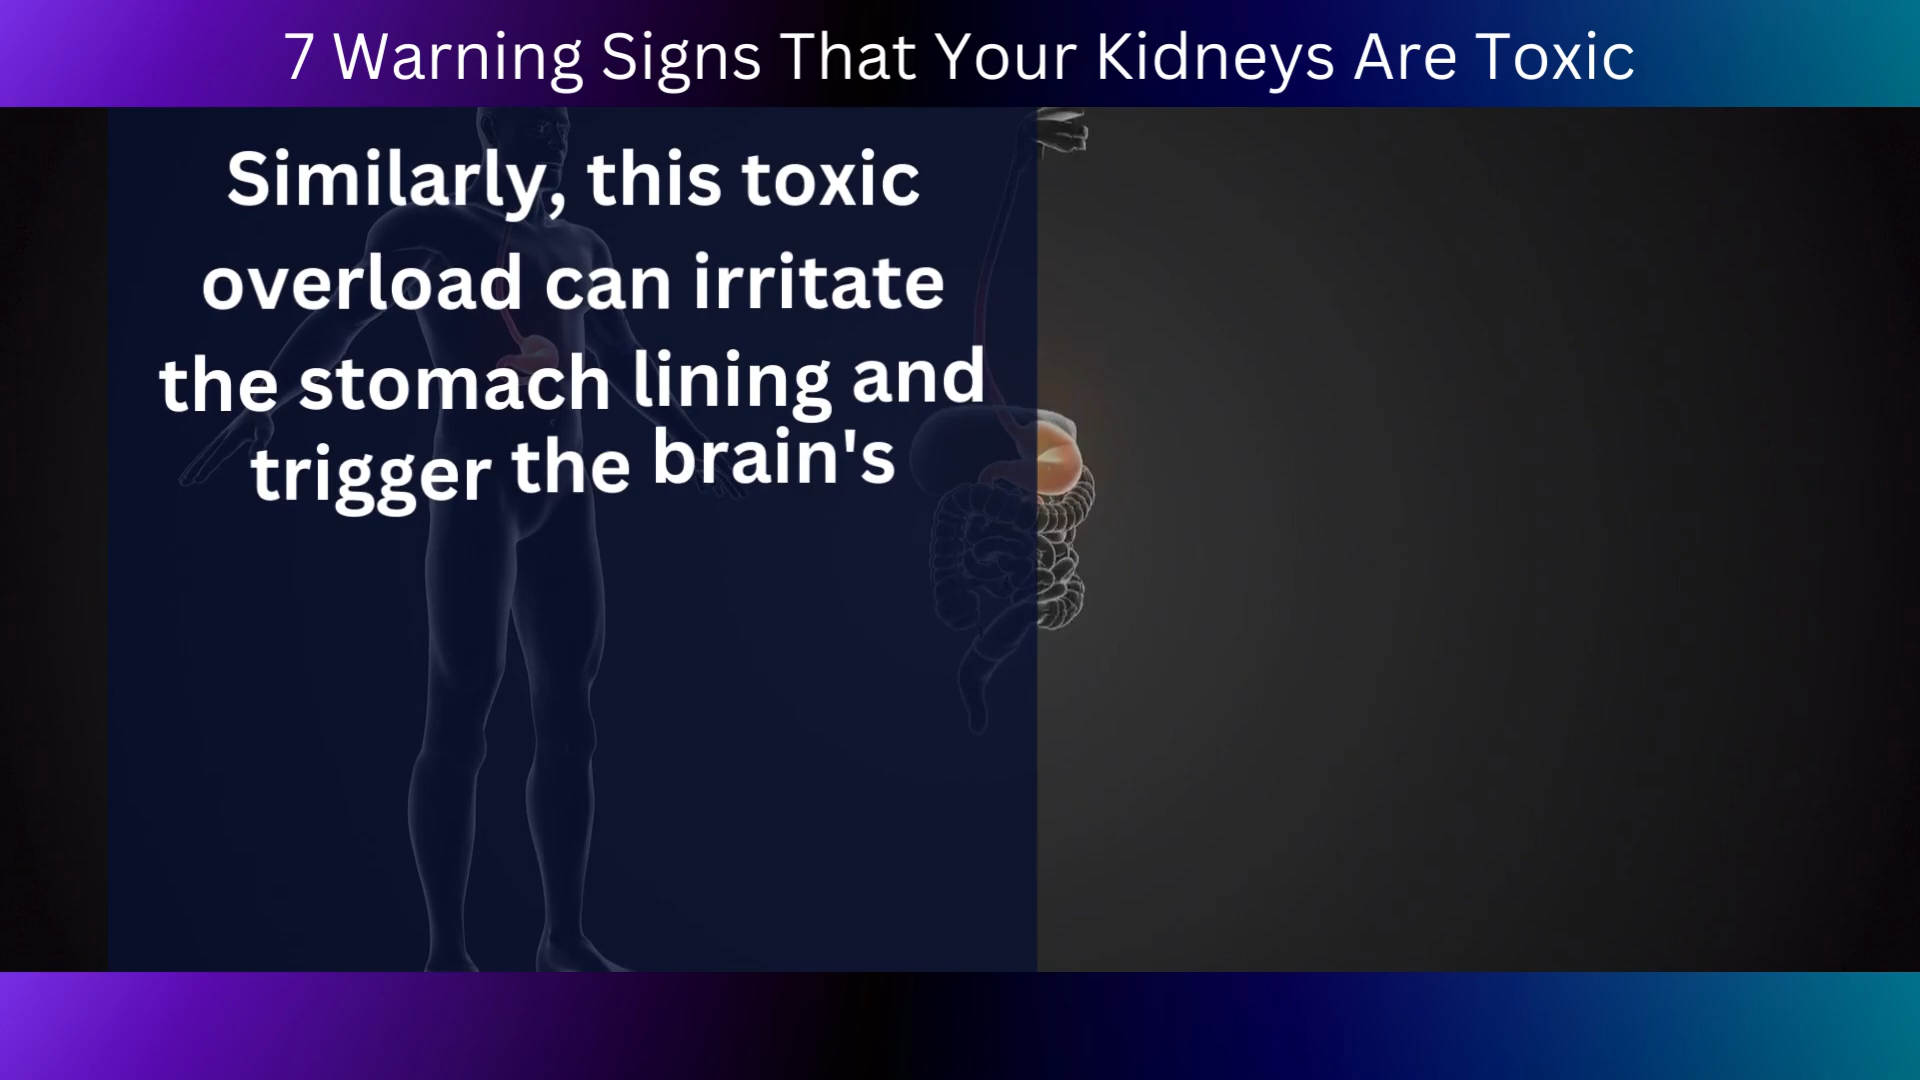 7 Warning Signs That Your Kidneys Are Toxic
Similarly, this toxic
overload can irritate
the stomach lining and
trigger the brain's